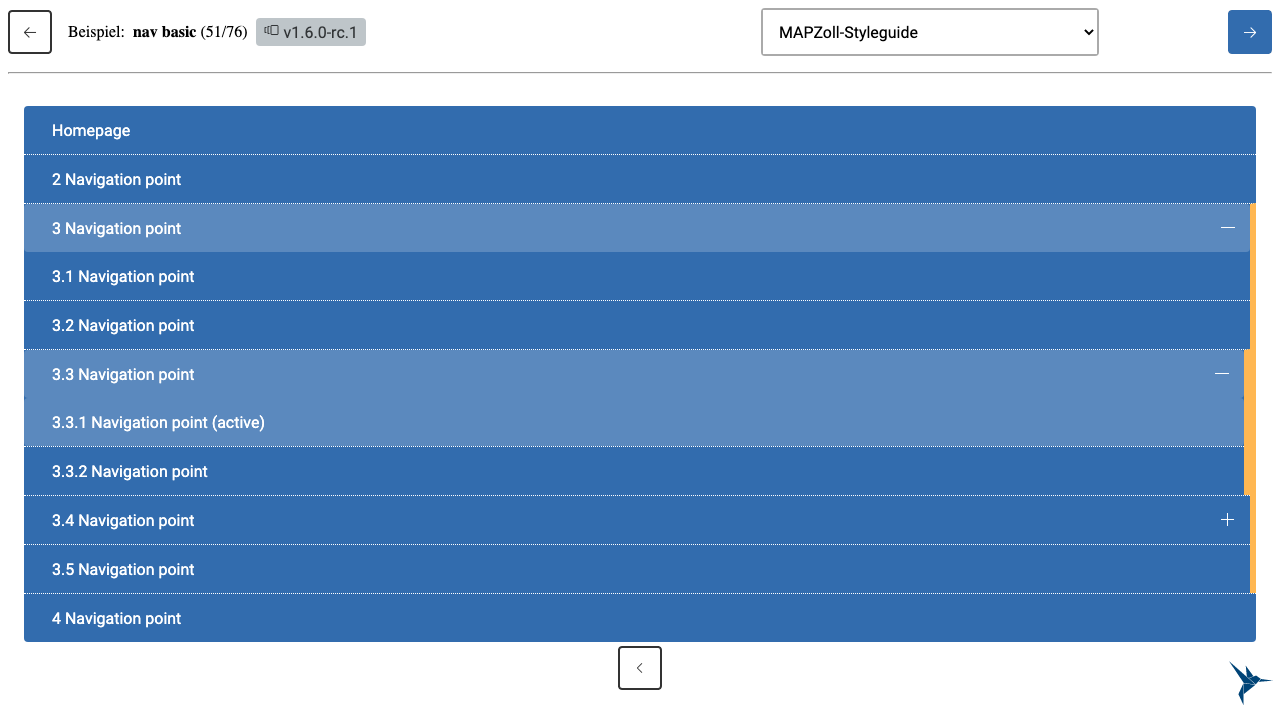 Beispiel: nav basic (51/76) v1.6.0-rc.1 MAPZoll-Styleguide
Homepage
2 Navigation point
3 Navigation point
3.1 Navigation point
3.2 Navigation point
3.3 Navigation point
3.3.1 Navigation point (active)
3.3.2 Navigation point
3.4 Navigation point
3.5 Navigation point
4 Navigation point